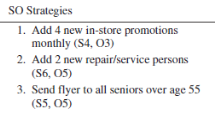 SO Strategies
1. Add 4 new in-store promotions
monthly (S4, O3)
2. Add 2 new repair/service persons
(S6, O5)
3. Send flyer to all seniors over age 55
(S5, O5)